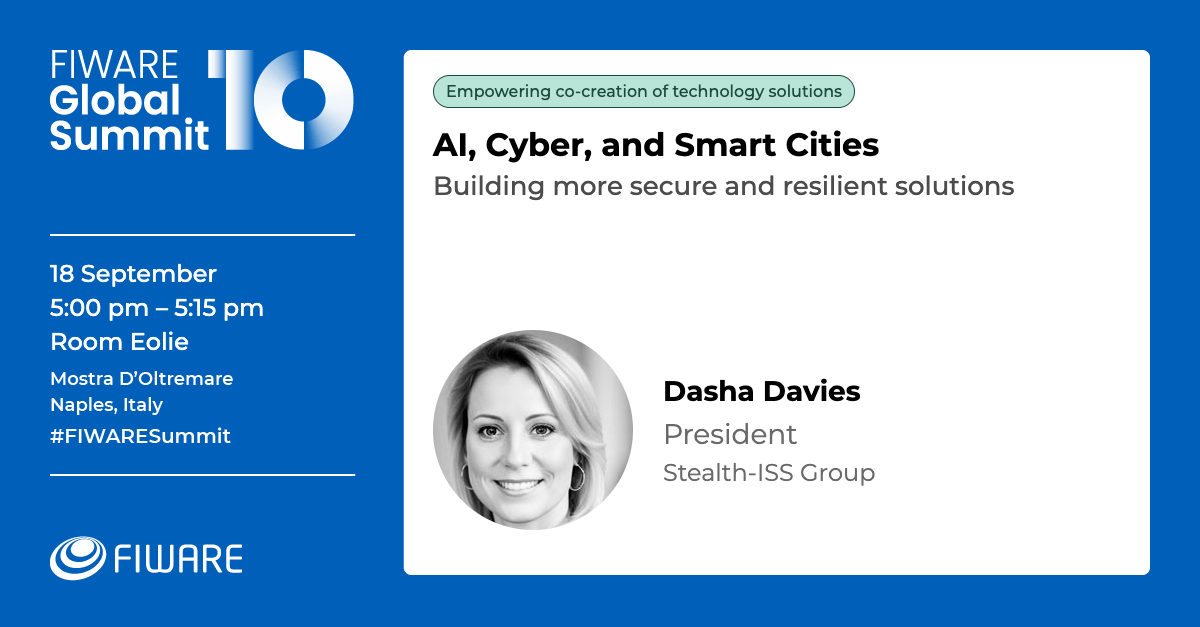 FIWARE
Global
Summit
10
18 September
5:00 pm – 5:15 pm
Room Eolie
Mostra D’Oltremare
Naples, Italy
#FIWARESummit
FIWARE
Empowering co-creation of technology solutions
AI, Cyber, and Smart Cities
Building more secure and resilient solutions
Dasha Davies
President
Stealth-ISS Group